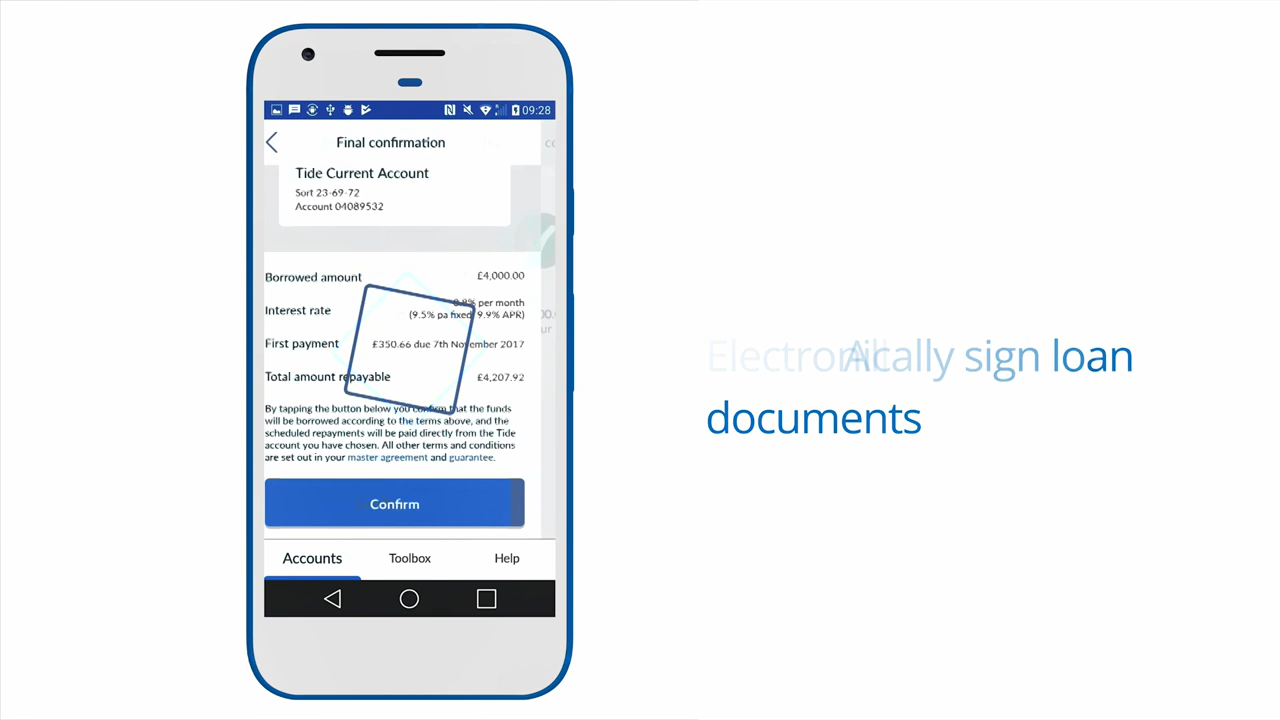 09:28
Final confirmation
Tide Current Account
Sort 23-69-72
Account 04089532
Borrowed amount £4,000.00
Interest rate 0.8% per month
(9.5% pa fixed, 9.9% APR)
First payment £350.66 due 7th November 2017
Total amount repayable £4,207.92
By tapping the button below you confirm that the funds
will be borrowed according to the terms above, and the
scheduled repayments will be paid directly from the Tide
account you have chosen. All other terms and conditions
are set out in your master agreement and guarantee.
Confirm
Accounts Toolbox Help
Electronically sign loan
documents